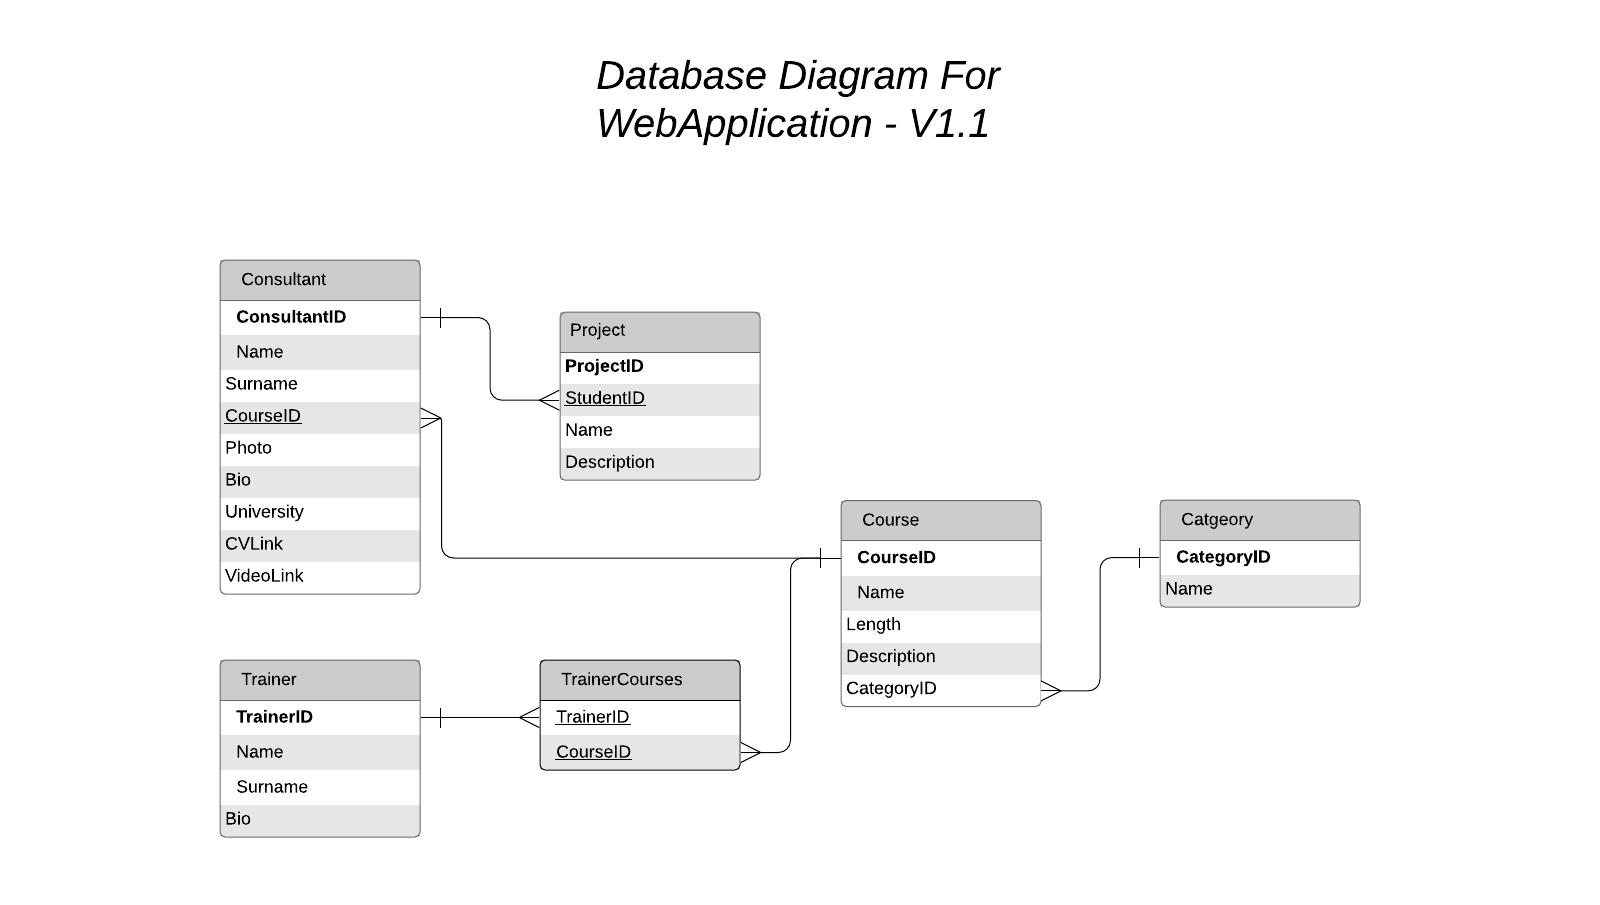 Database Diagram For
WebApplication - V1.1
Consultant
ConsultantID
Name
Surname
CourseID
Photo
Bio
University
CVLink
VideoLink
Project
ProjectID
StudentID
Name
Description
Course
CourseID
Name
Length
Description
CategoryID
Catgeory
CategoryID
Name
Trainer
TrainerID
Name
Surname
Bio
TrainerCourses
TrainerID
CourseID